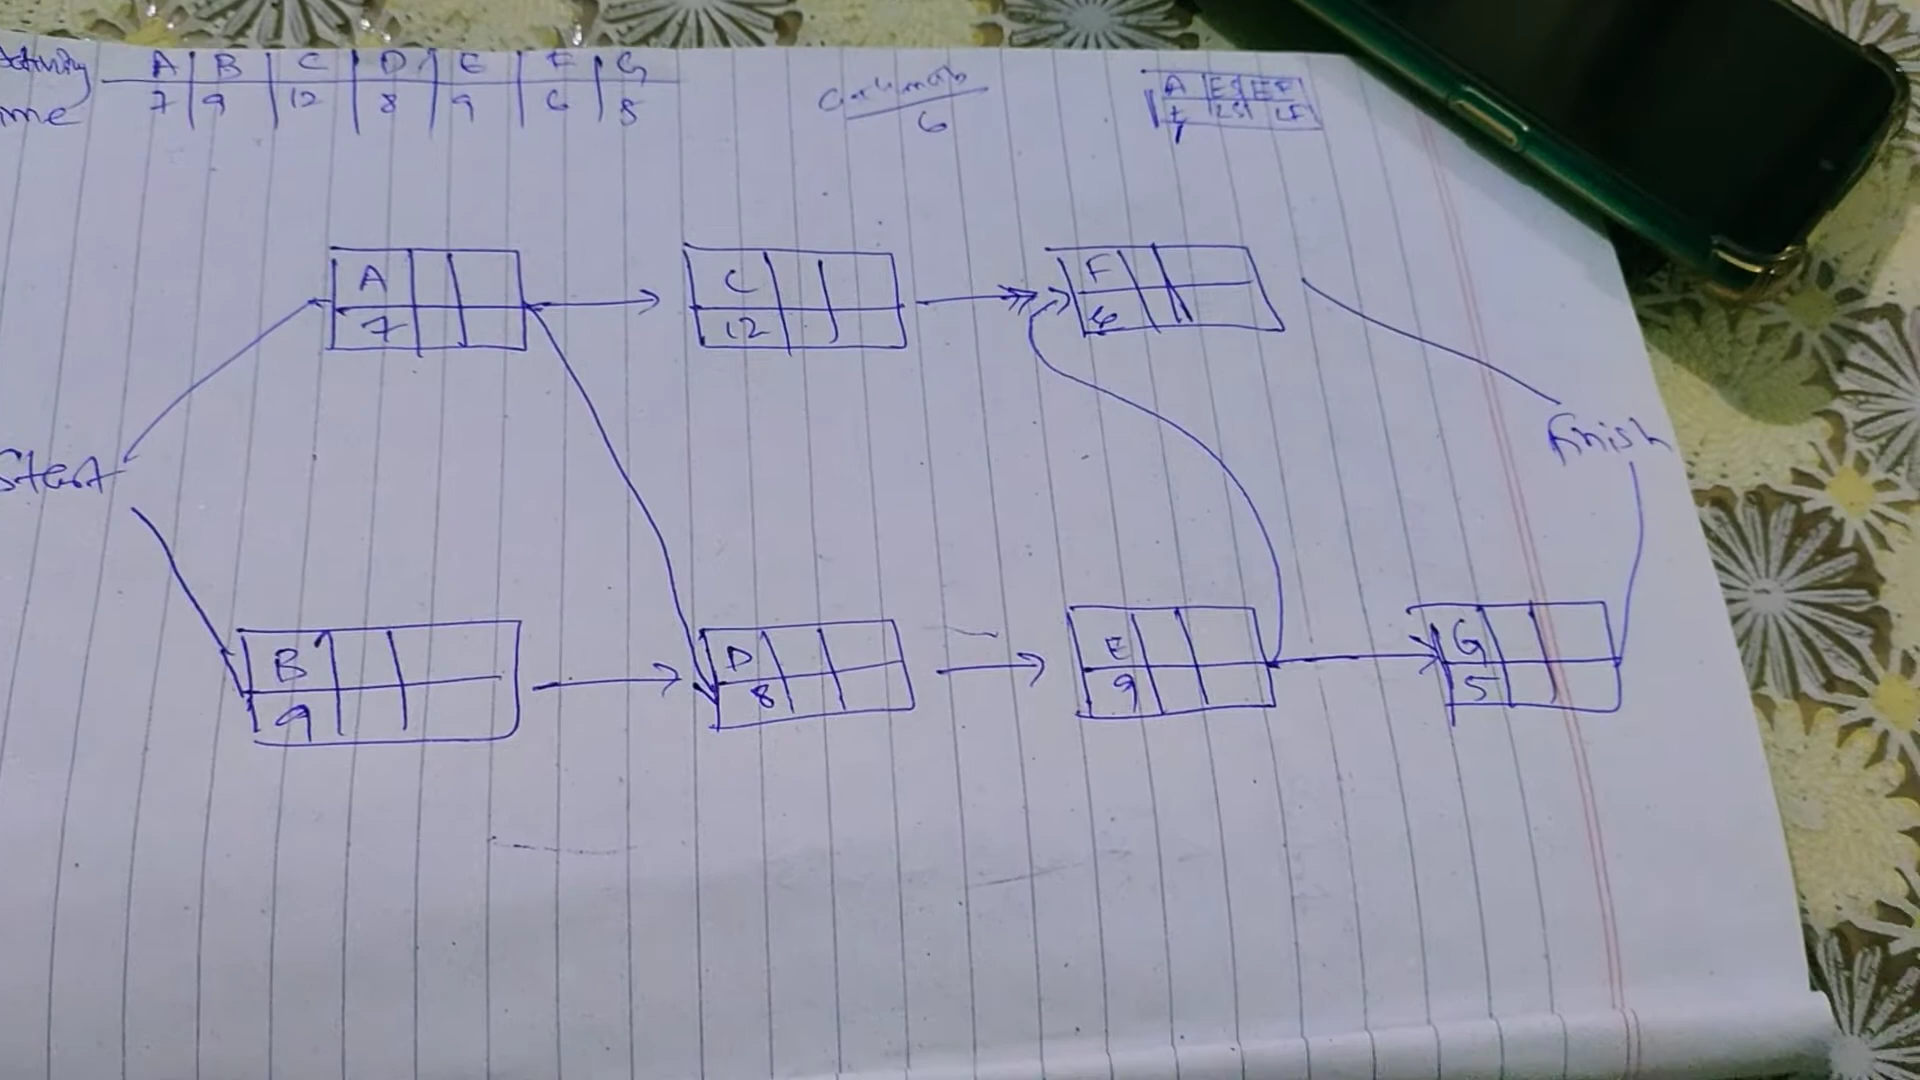 Activity A B C D E F G
ime 7 9 12 8 9 6 5
6
A ES EF
t LS LF
A
7
C
12
F
6
Start
finish
B
9
D
8
E
9
G
5